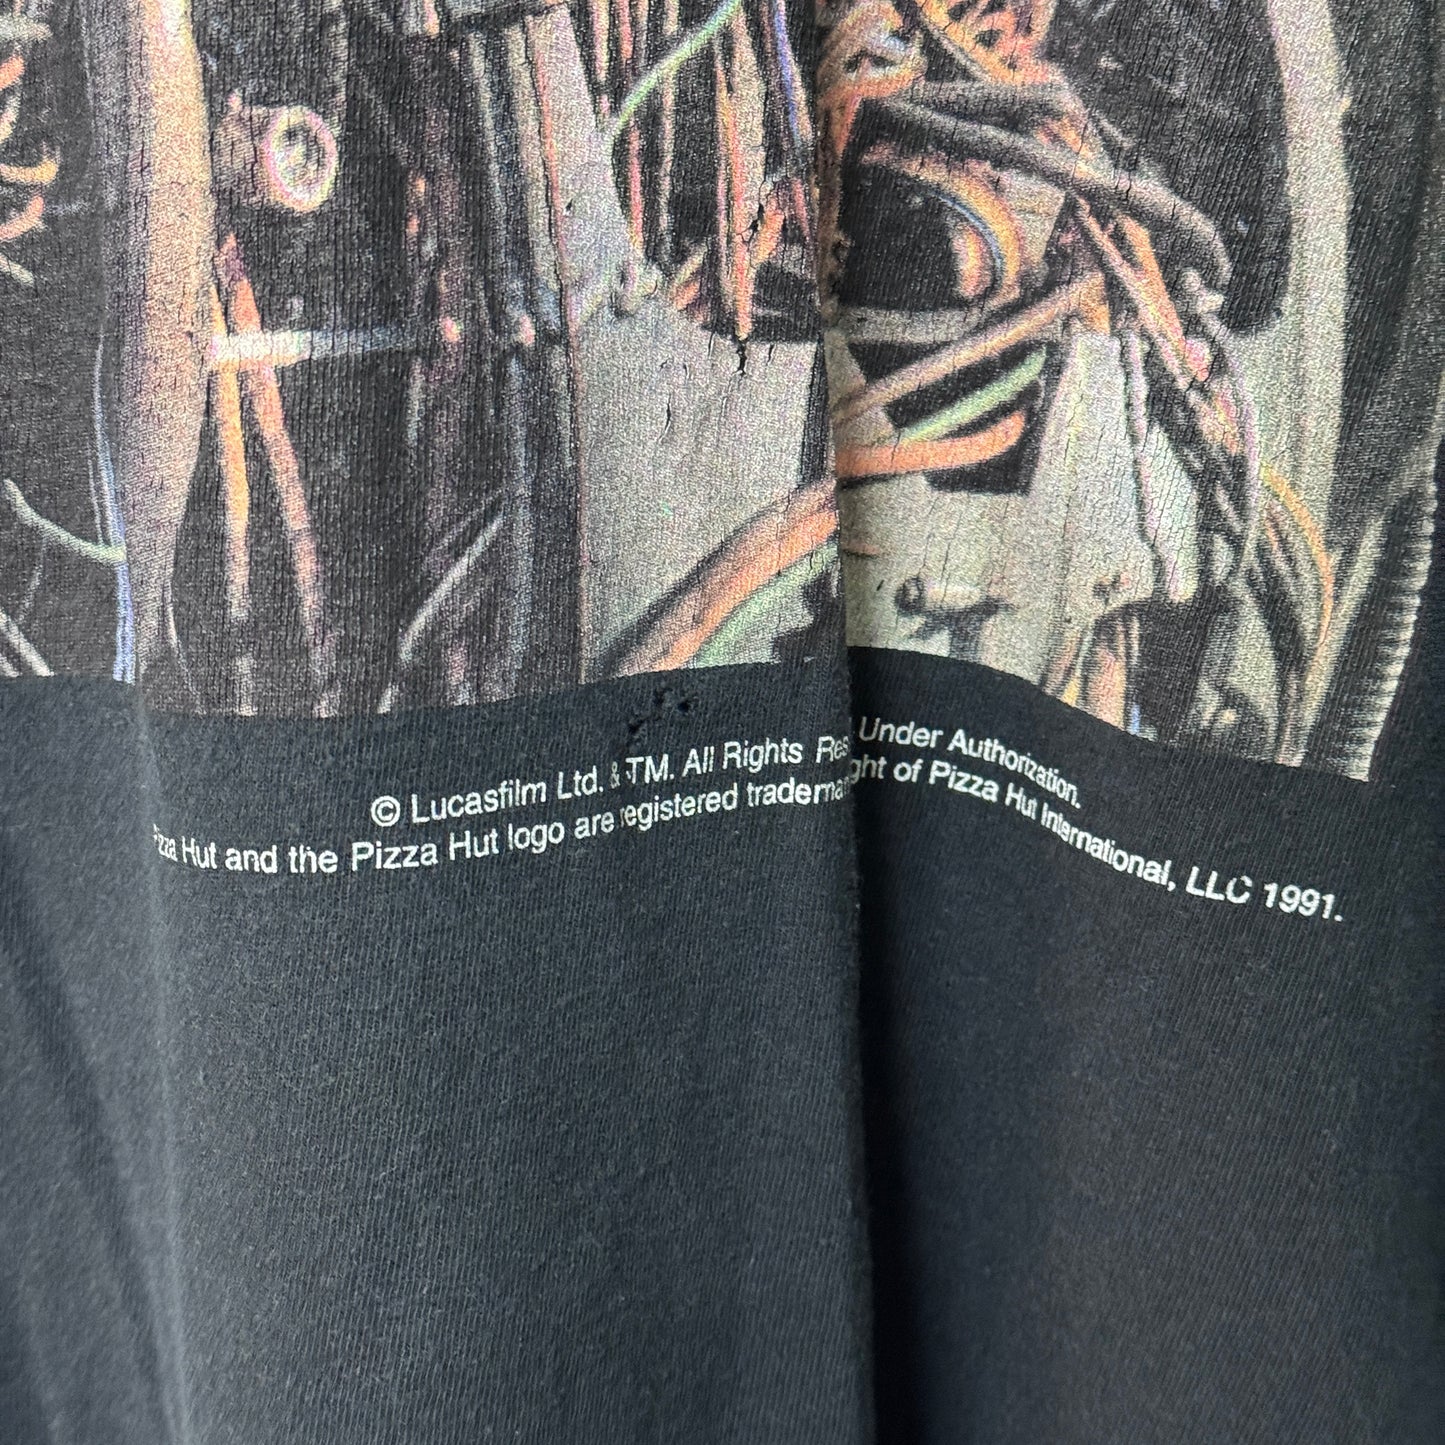 © Lucasfilm Ltd. & TM. All Rights Res Under Authorization.
Pizza Hut and the Pizza Hut logo are registered tradema ght of Pizza Hut International, LLC 1991.